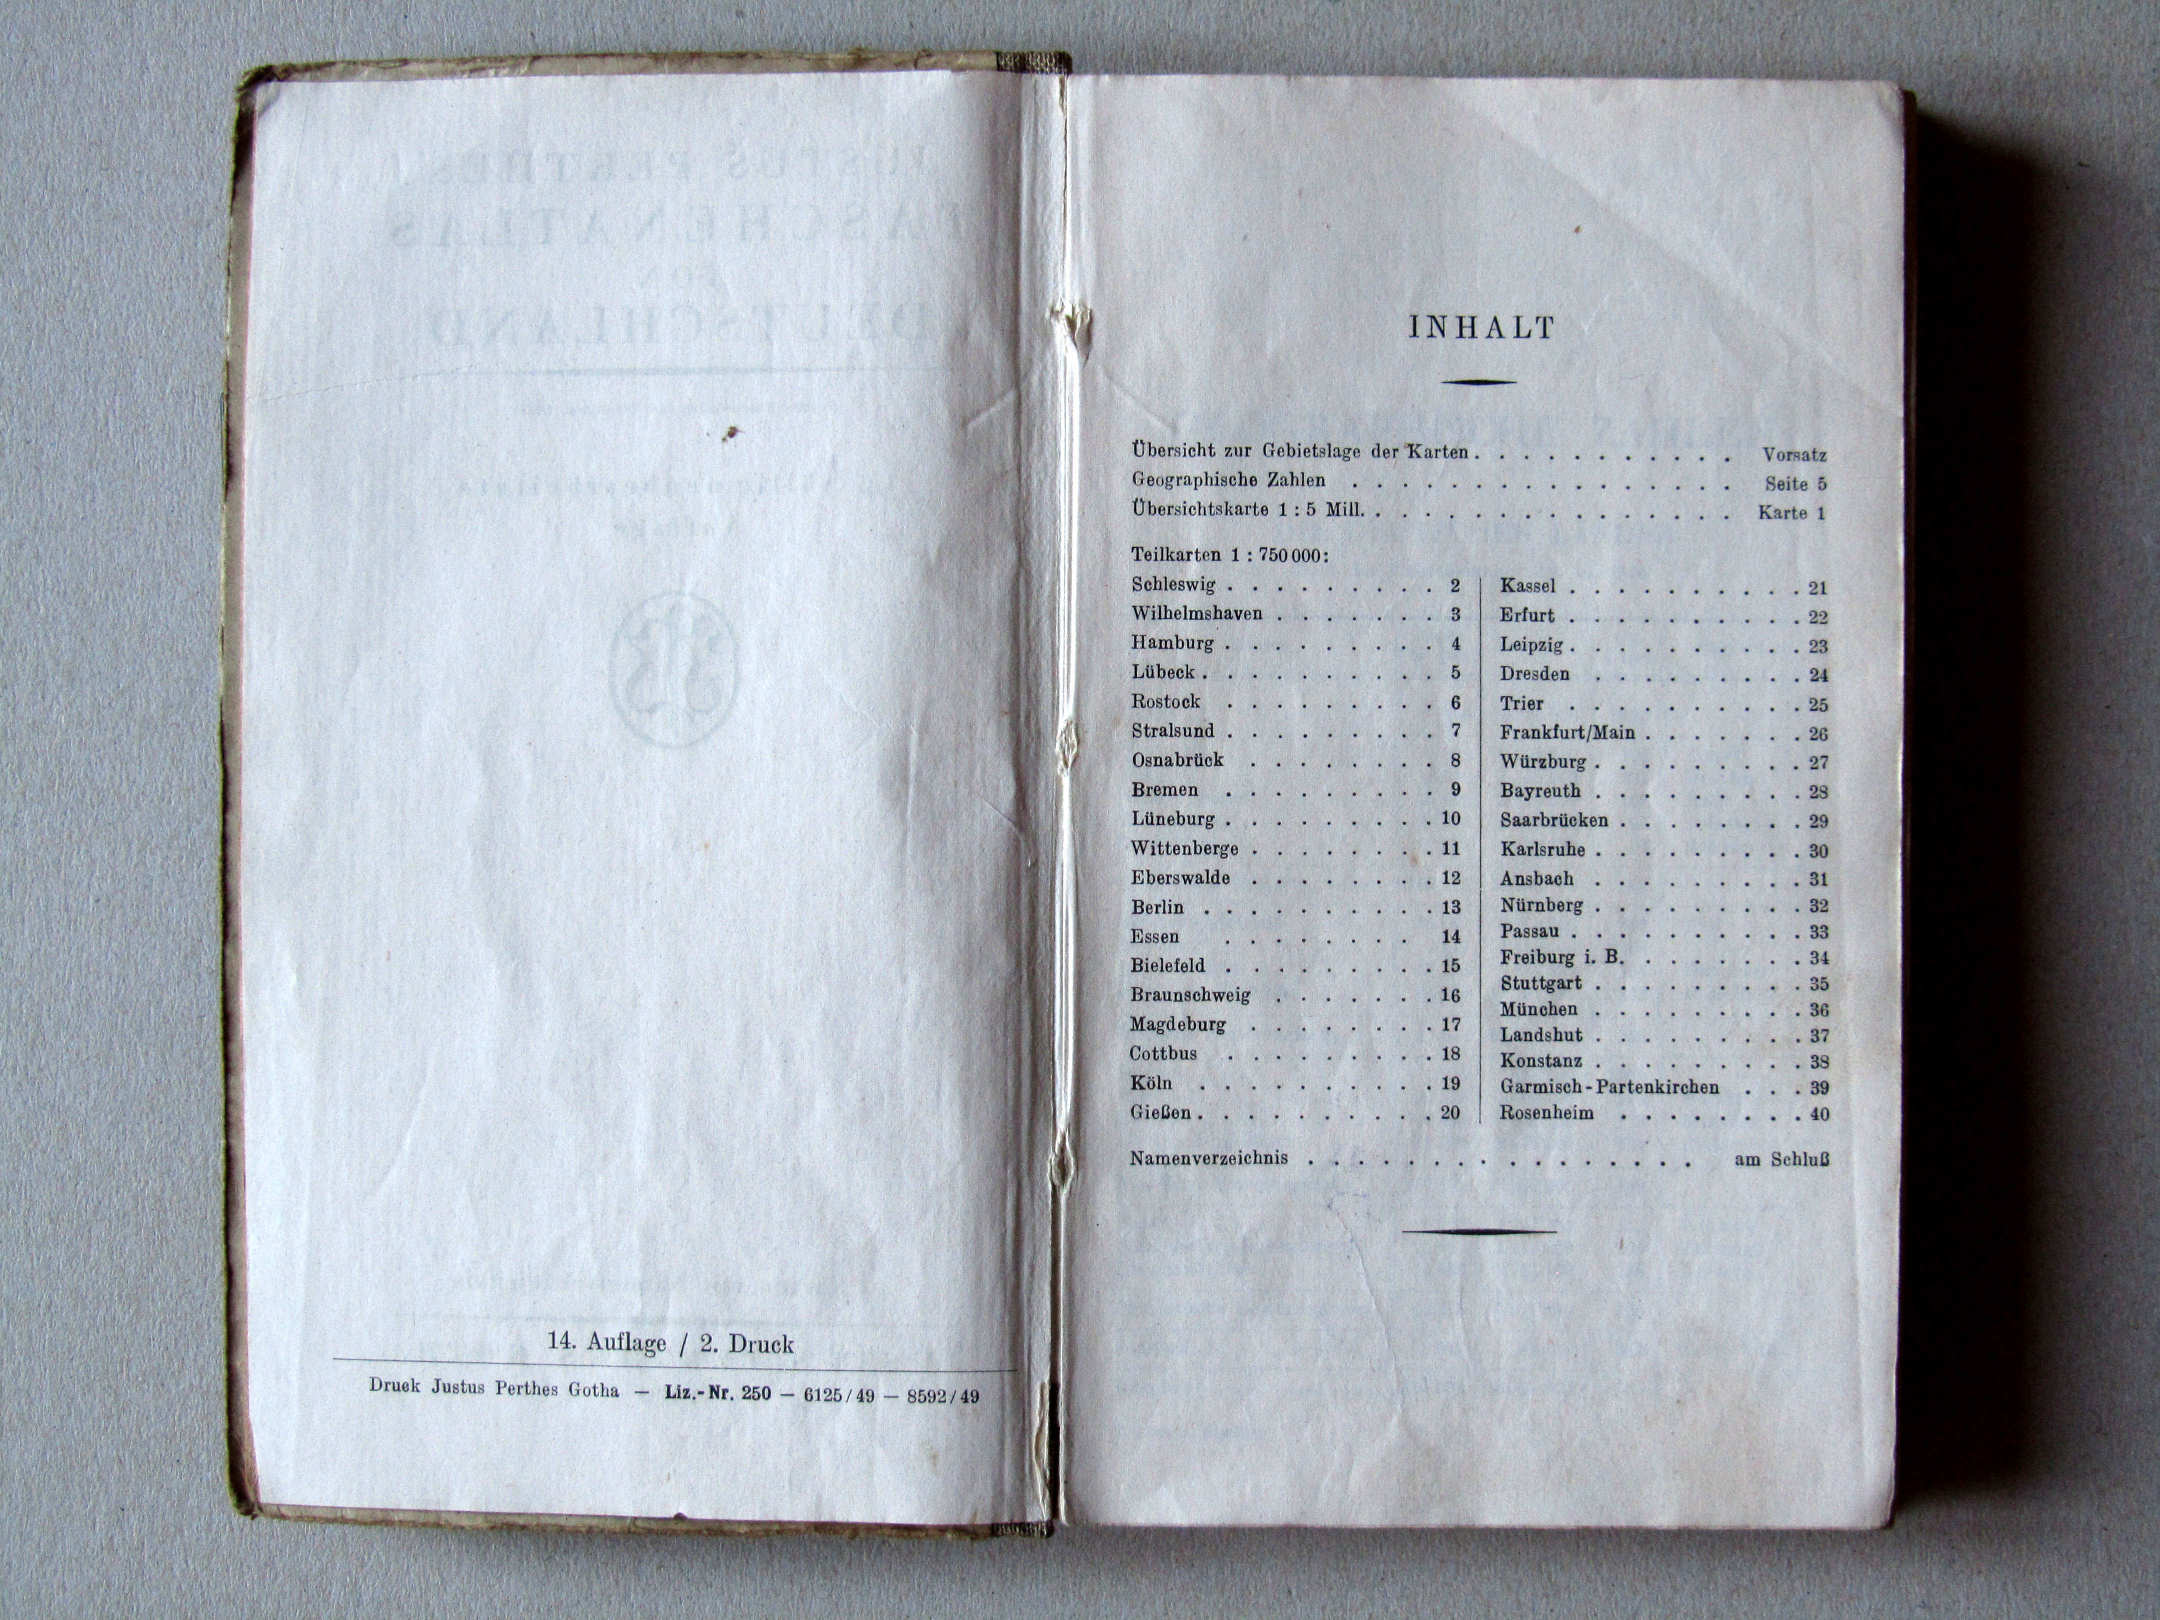 14. Auflage / 2. Druck
Druck Justus Perthes Gotha — Liz.-Nr. 250 — 6125/49 — 8592/49
INHALT
Übersicht zur Gebietslage der Karten . . . . . . . . . . . Vorsatz
Geographische Zahlen . . . . . . . . . . . . . . . . Seite 5
Übersichtskarte 1 : 5 Mill. . . . . . . . . . . . . . . . Karte 1
Teilkarten 1 : 750 000:
Schleswig . . . . . . . . . 2
Wilhelmshaven . . . . . . . 3
Hamburg . . . . . . . . . 4
Lübeck . . . . . . . . . . 5
Rostock . . . . . . . . . 6
Stralsund . . . . . . . . . 7
Osnabrück . . . . . . . . 8
Bremen . . . . . . . . . 9
Lüneburg . . . . . . . . . 10
Wittenberge . . . . . . . . 11
Eberswalde . . . . . . . . 12
Berlin . . . . . . . . . . 13
Essen . . . . . . . . 14
Bielefeld . . . . . . . . . 15
Braunschweig . . . . . . . 16
Magdeburg . . . . . . . . 17
Cottbus . . . . . . . . . 18
Köln . . . . . . . . . . 19
Gießen . . . . . . . . . . 20
Kassel . . . . . . . . . . 21
Erfurt . . . . . . . . . . 22
Leipzig . . . . . . . . . . 23
Dresden . . . . . . . . . 24
Trier . . . . . . . . . . 25
Frankfurt/Main . . . . . . . 26
Würzburg . . . . . . . . . 27
Bayreuth . . . . . . . . . 28
Saarbrücken . . . . . . . . 29
Karlsruhe . . . . . . . . . 30
Ansbach . . . . . . . . . 31
Nürnberg . . . . . . . . . 32
Passau . . . . . . . . . . 33
Freiburg i. B. . . . . . . . 34
Stuttgart . . . . . . . . . 35
München . . . . . . . . . 36
Landshut . . . . . . . . . 37
Konstanz . . . . . . . . . 38
Garmisch-Partenkirchen . . . 39
Rosenheim . . . . . . . . 40
Namenverzeichnis . . . . . . . . . . . . . . . . am Schluß